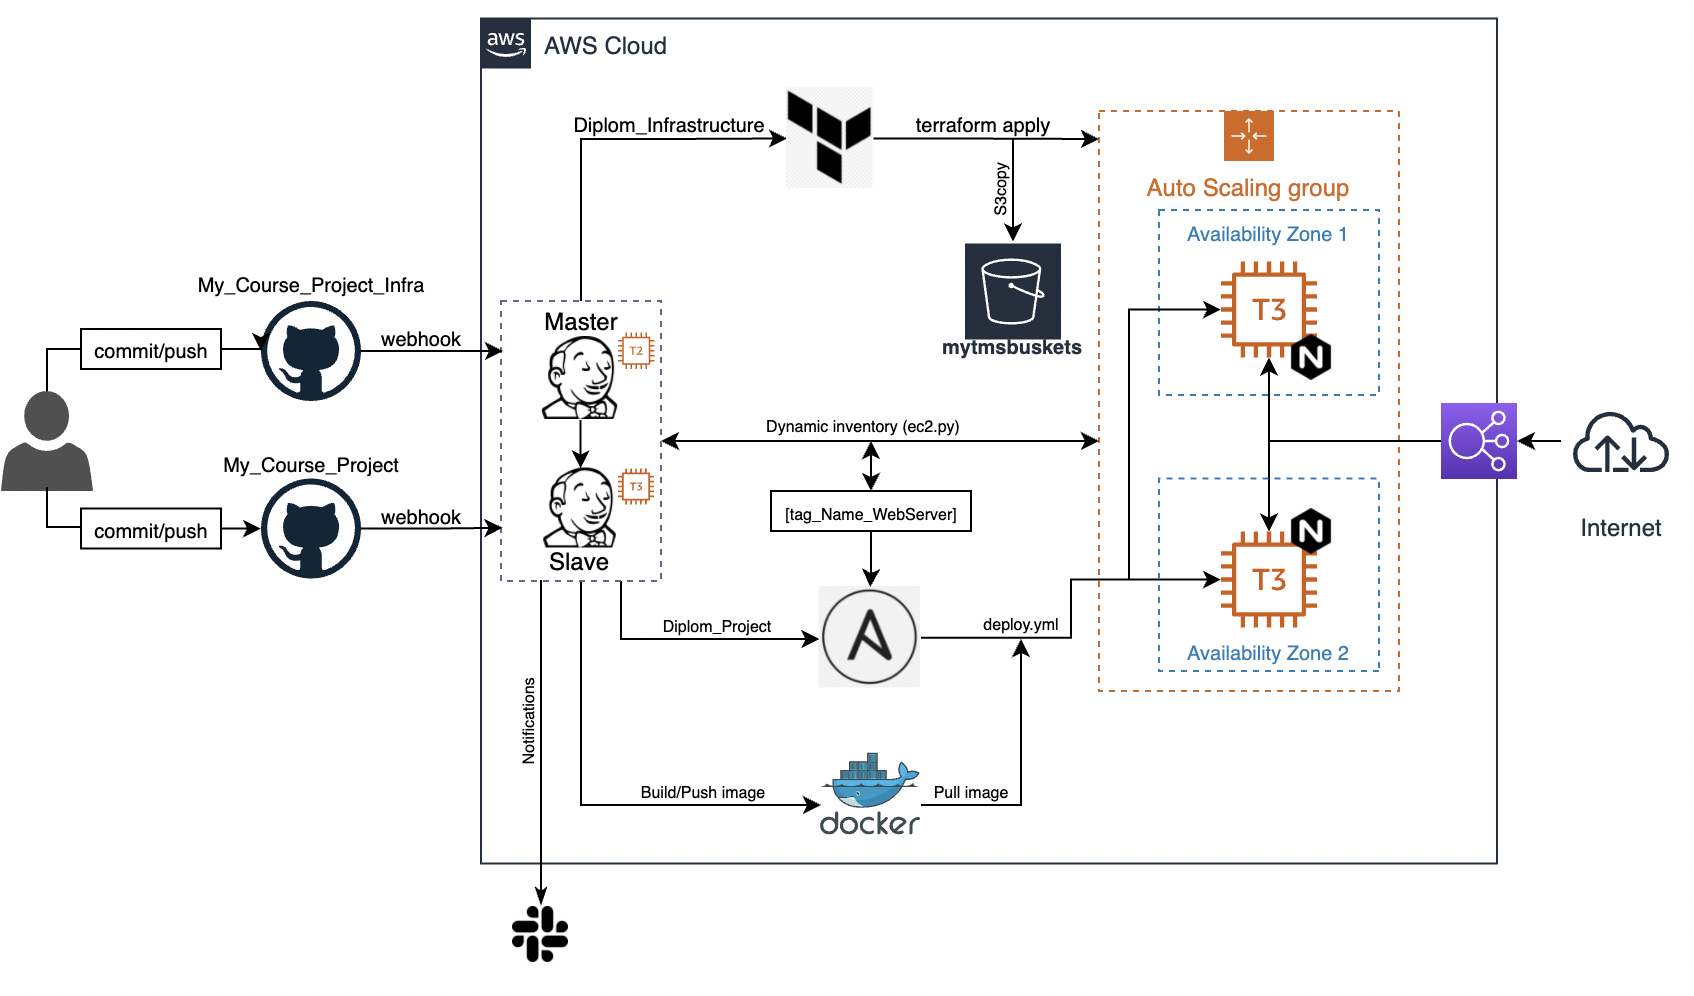 aws
AWS Cloud
Diplom_Infrastructure
terraform apply
S3copy
Auto Scaling group
Availability Zone 1
T3
N
mytmsbuskets
My_Course_Project_Infra
commit/push
webhook
Master
T2
Dynamic inventory (ec2.py)
My_Course_Project
commit/push
webhook
T3
Slave
[tag_Name_WebServer]
N
T3
Availability Zone 2
Internet
Diplom_Project
deploy.yml
Notifications
Build/Push image
Pull image
docker